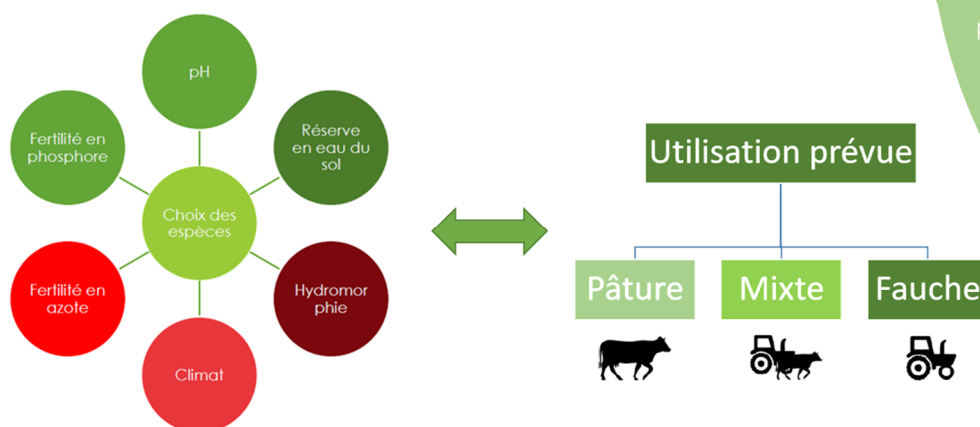 pH
Réserve
en eau du
sol
Hydromor
phie
Climat
Fertilité en
azote
Fertilité en
phosphore
Choix des
espèces
Utilisation prévue
Pâture
Mixte
Fauche